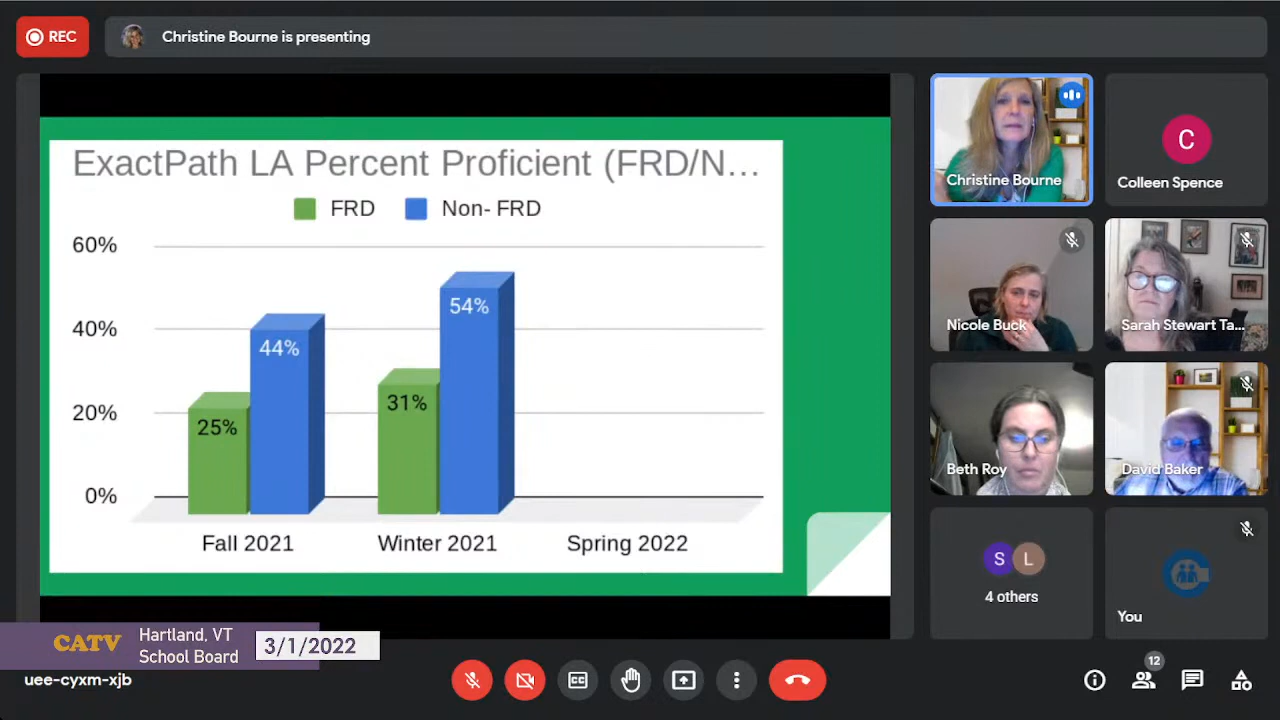 REC
Christine Bourne is presenting
ExactPath LA Percent Proficient (FRD/N...
FRD
Non- FRD
60%
40%
20%
0%
44%
25%
54%
31%
Fall 2021
Winter 2021
Spring 2022
Christine Bourne
C
Colleen Spence
Nicole Buck
Sarah Stewart Ta...
Beth Roy
David Baker
S
L
4 others
You
CATV
Hartland, VT
School Board
3/1/2022
uee-cyxm-xjb
CC
12